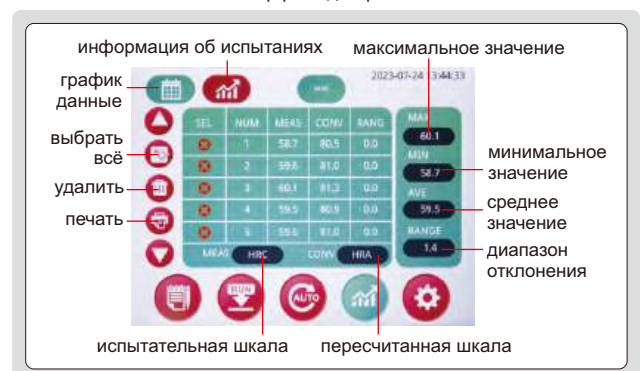 информация об испытаниях
максимальное значение
график
данные
2023-07-24 13:44:33
выбрать
всё
удалить
печать
SEL NUM MEAS CONV RANG
1 58.7 80.5 0.0
2 59.6 81.0 0.0
3 60.1 81.3 0.0
4 59.5 80.9 0.0
5 59.6 81.0 0.0
MEAS HRC CONV HRA
MAX
60.1
MIN
58.7
AVE
59.5
RANGE
1.4
минимальное
значение
среднее
значение
диапазон
отклонения
RUN
AUTO
испытательная шкала
пересчитанная шкала